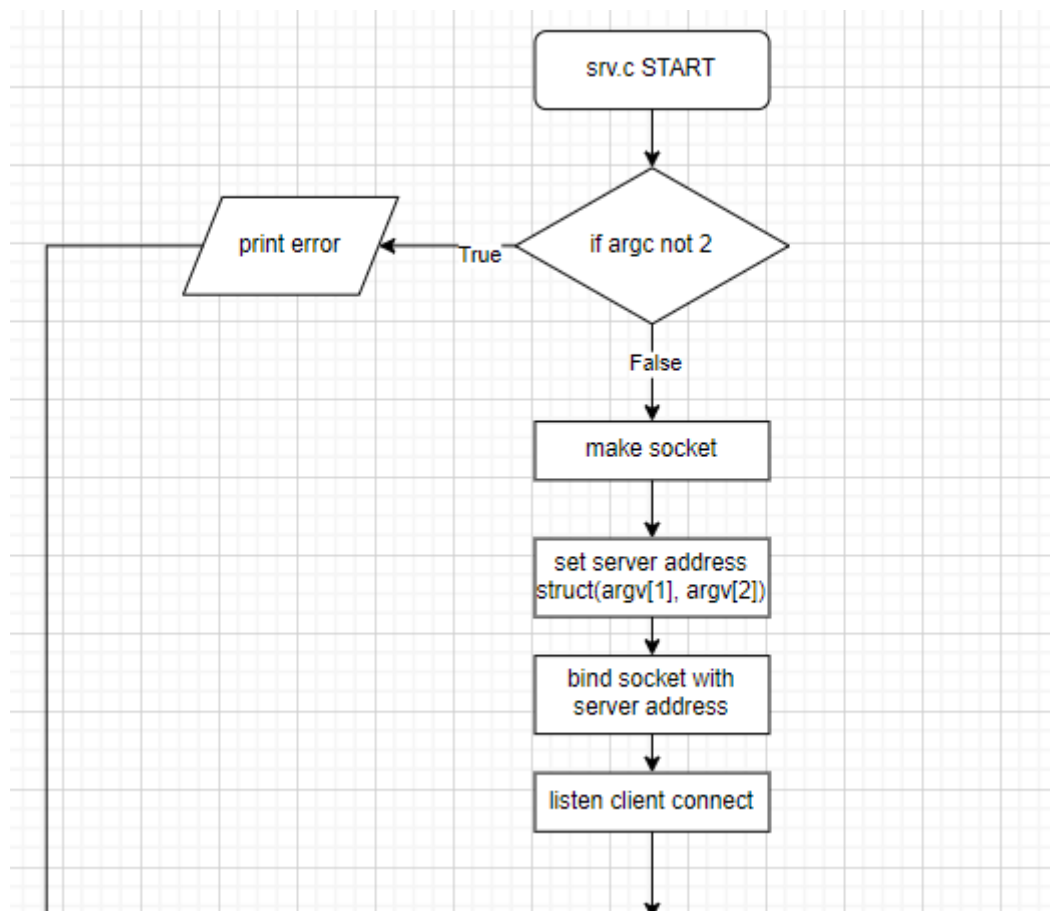 srv.c START
if argc not 2
print error
True
False
make socket
set server address
struct(argv[1], argv[2])
bind socket with
server address
listen client connect